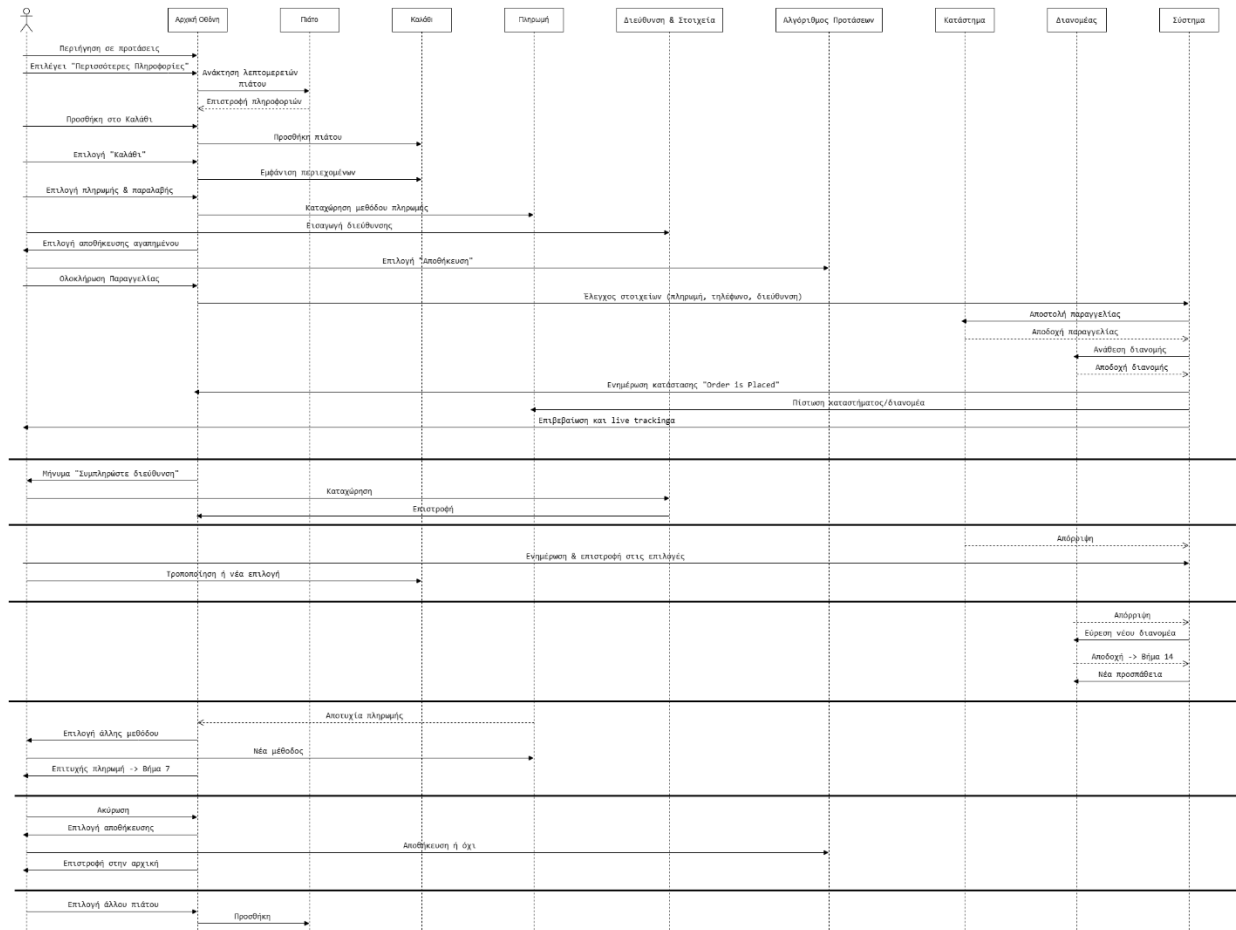 Αρχική Οθόνη
Πιάτο
Καλάθι
Πληρωμή
Διεύθυνση & Στοιχεία
Αλγόριθμος Προτάσεων
Κατάστημα
Διανομέας
Σύστημα
Περιήγηση σε προτάσεις
Επιλέγει "Περισσότερες Πληροφορίες"
Ανάκτηση λεπτομερειών
πιάτου
Επιστροφή πληροφοριών
Προσθήκη στο Καλάθι
Προσθήκη πιάτου
Επιλογή "Καλάθι"
Εμφάνιση περιεχομένων
Επιλογή πληρωμής & παραλαβής
Καταχώρηση μεθόδου πληρωμής
Εισαγωγή διεύθυνσης
Επιλογή αποθήκευσης αγαπημένου
Επιλογή "Αποθήκευση"
Ολοκλήρωση Παραγγελίας
Έλεγχος στοιχείων (πληρωμή, τηλέφωνο, διεύθυνση)
Αποστολή παραγγελίας
Αποδοχή παραγγελίας
Ανάθεση διανομής
Αποδοχή διανομής
Ενημέρωση κατάστασης "Order is Placed"
Πίστωση καταστήματος/διανομέα
Επιβεβαίωση και live trackingα
Μήνυμα "Συμπληρώστε διεύθυνση"
Καταχώρηση
Επιστροφή
Απόρριψη
Ενημέρωση & επιστροφή στις επιλογές
Τροποποίηση ή νέα επιλογή
Απόρριψη
Εύρεση νέου διανομέα
Αποδοχή -> Βήμα 14
Νέα προσπάθεια
Αποτυχία πληρωμής
Επιλογή άλλης μεθόδου
Νέα μέθοδος
Επιτυχής πληρωμή -> Βήμα 7
Ακύρωση
Επιλογή αποθήκευσης
Αποθήκευση ή όχι
Επιστροφή στην αρχική
Επιλογή άλλου πιάτου
Προσθήκη